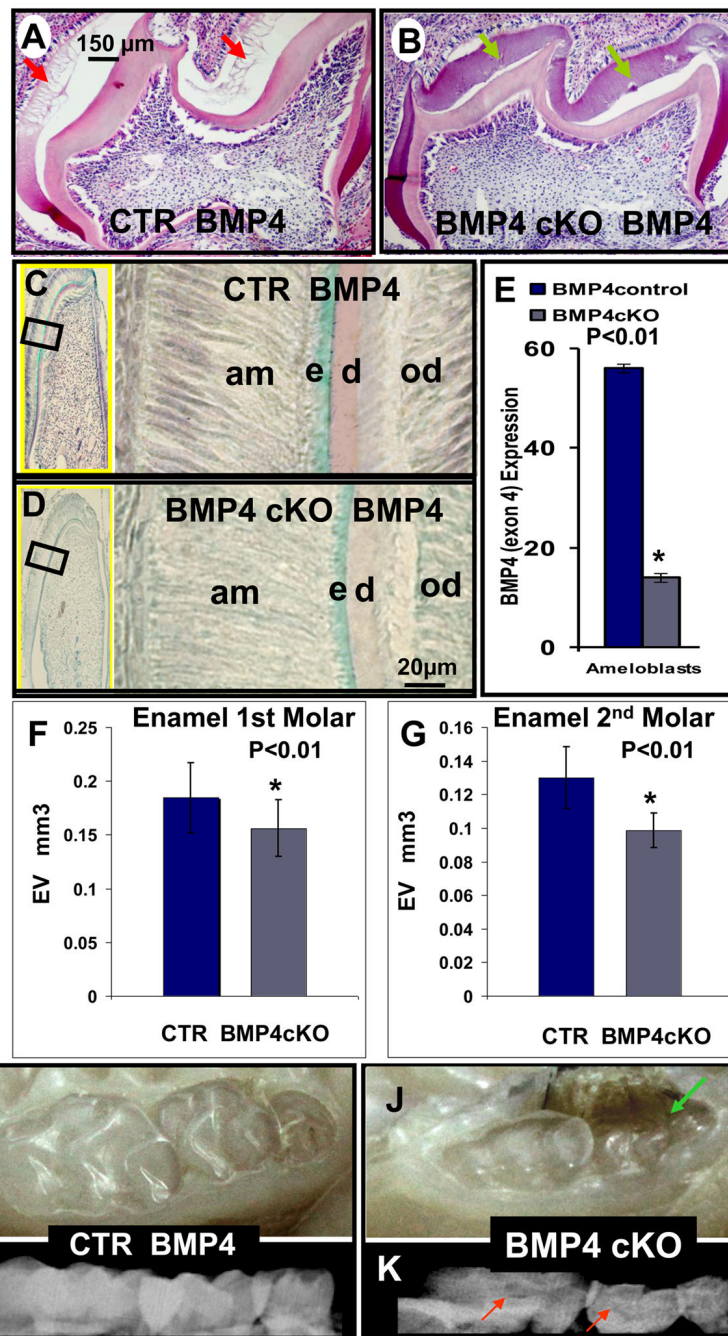 A
150 µm
CTR BMP4
B
BMP4 cKO BMP4
C
CTR BMP4
am e d od
D
BMP4 cKO BMP4
am e d od
20µm
E
BMP4control
BMP4cKO
P<0.01
BMP4 (exon 4) Expression
60
40
20
0
*
Ameloblasts
F
Enamel 1st Molar
P<0.01
*
EV mm3
0.25
0.2
0.15
0.1
0.05
0
CTR BMP4cKO
G
Enamel 2nd Molar
P<0.01
*
EV mm3
0.16
0.14
0.12
0.1
0.08
0.06
0.04
0.02
0
CTR BMP4cKO
J
CTR BMP4
BMP4 cKO
K